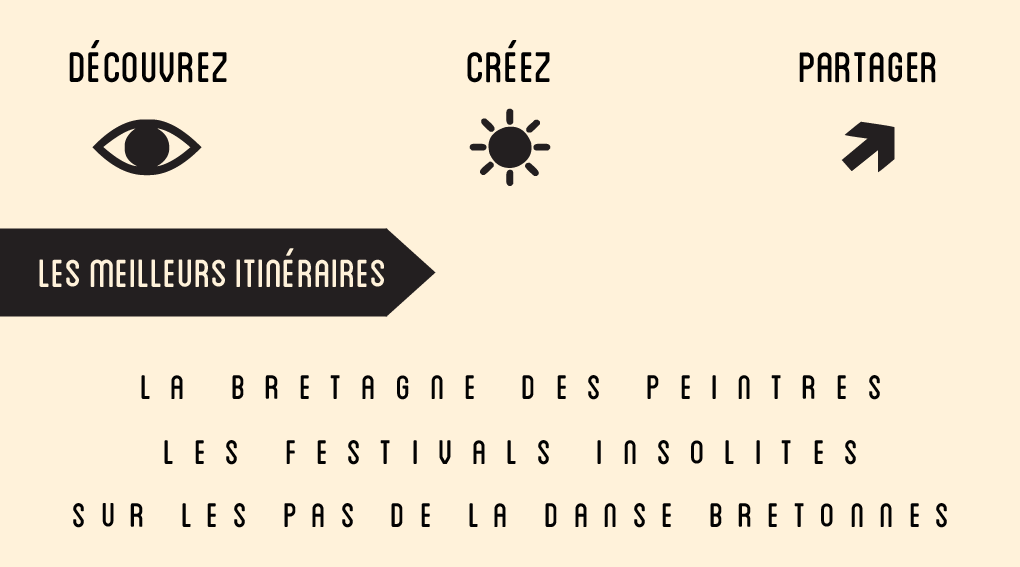 DÉCOUVREZ CRÉEZ PARTAGER
LES MEILLEURS ITINÉRAIRES
LA BRETAGNE DES PEINTRES
LES FESTIVALS INSOLITES
SUR LES PAS DE LA DANSE BRETONNES